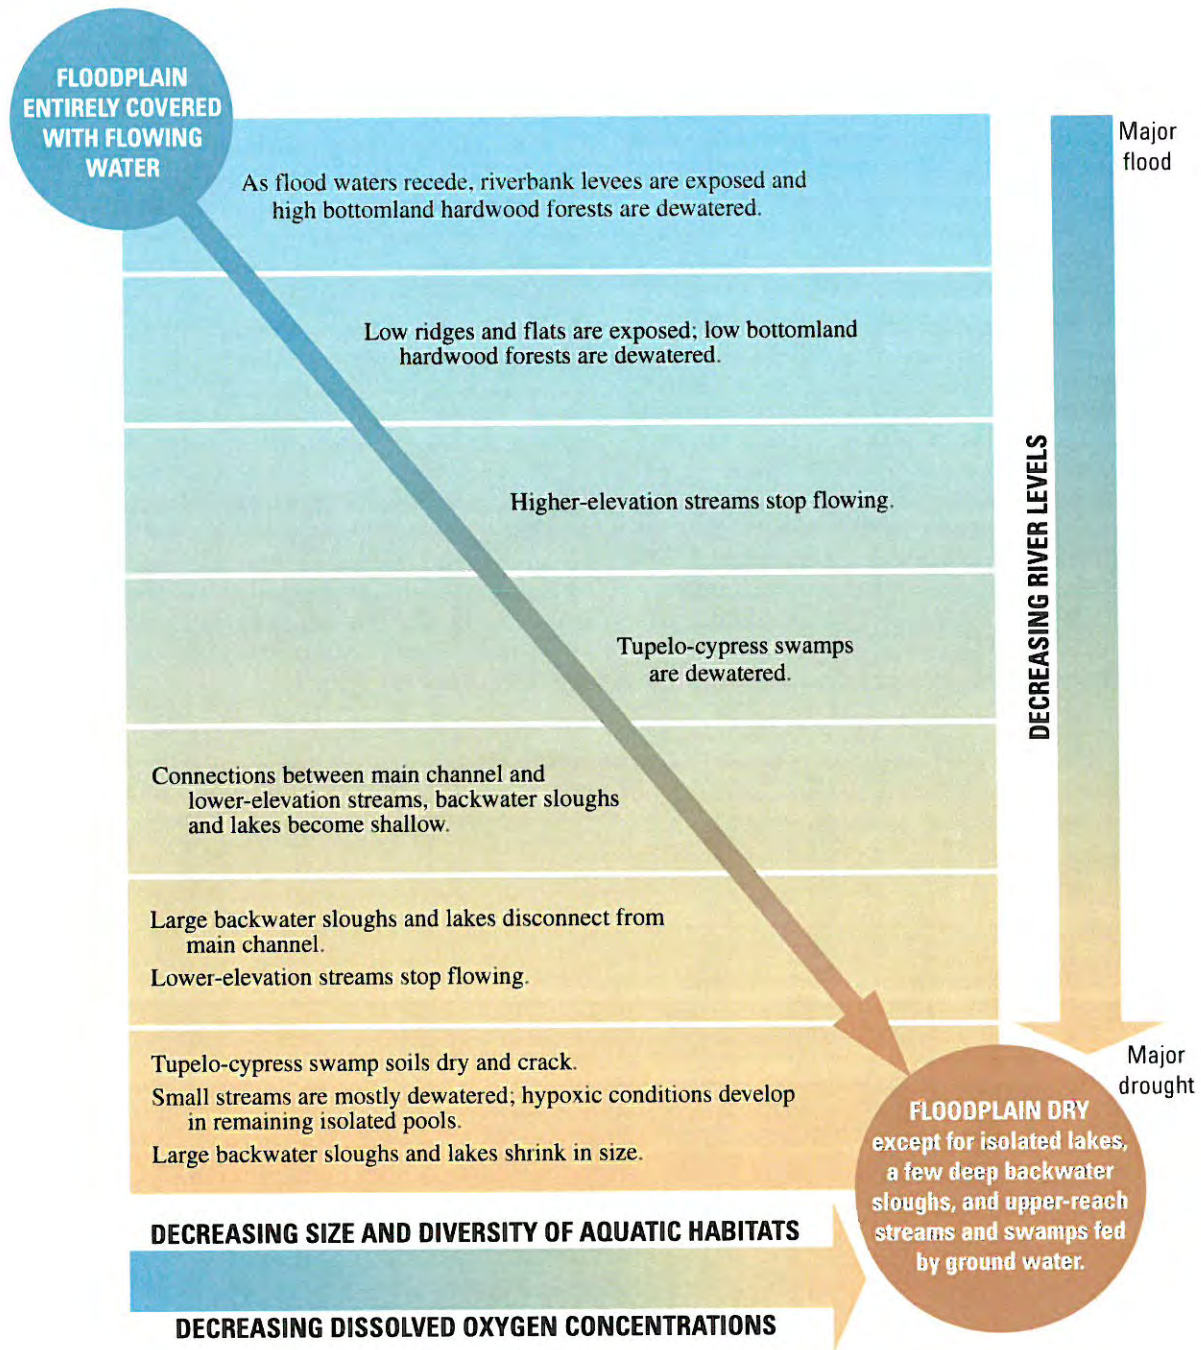 FLOODPLAIN
ENTIRELY COVERED
WITH FLOWING
WATER
Major
flood
As flood waters recede, riverbank levees are exposed and
high bottomland hardwood forests are dewatered.
Low ridges and flats are exposed; low bottomland
hardwood forests are dewatered.
Higher-elevation streams stop flowing.
Tupelo-cypress swamps
are dewatered.
Connections between main channel and
lower-elevation streams, backwater sloughs
and lakes become shallow.
Large backwater sloughs and lakes disconnect from
main channel.
Lower-elevation streams stop flowing.
Tupelo-cypress swamp soils dry and crack.
Small streams are mostly dewatered; hypoxic conditions develop
in remaining isolated pools.
Large backwater sloughs and lakes shrink in size.
DECREASING RIVER LEVELS
Major
drought
FLOODPLAIN DRY
except for isolated lakes,
a few deep backwater
sloughs, and upper-reach
streams and swamps fed
by ground water.
DECREASING SIZE AND DIVERSITY OF AQUATIC HABITATS
DECREASING DISSOLVED OXYGEN CONCENTRATIONS